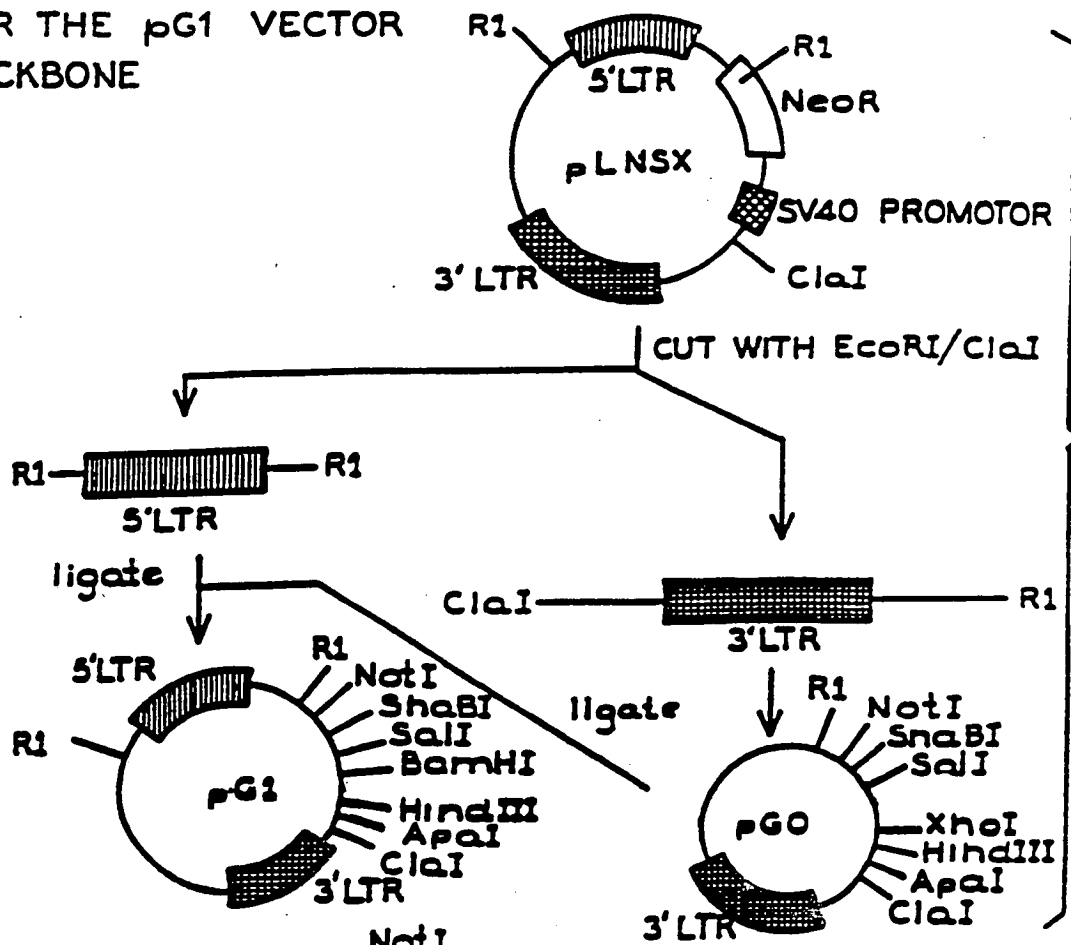 R THE pG1 VECTOR
CKBONE
R1
5'LTR
R1
NeoR
pLNSX
SV40 PROMOTOR
3' LTR
ClaI
CUT WITH EcoRI/ClaI
R1
R1
5'LTR
ligate
ClaI
R1
3'LTR
5'LTR
R1
NotI
ShaBI
SalI
BamHI
R1
pG1
HindIII
ApaI
ClaI
3'LTR
ligate
R1
NotI
SnaBI
SalI
pG0
XhoI
HindIII
ApaI
ClaI
3'LTR
NotI